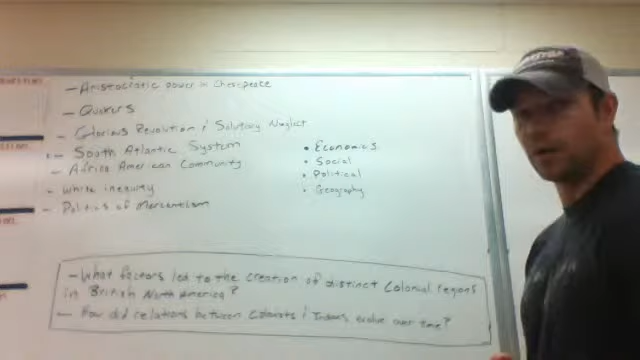 - Aristocratic power in Chesapeake
- Quakers
- Glorious Revolution & Salutary Neglect
- South Atlantic System
- African American Community
- White inequity
- Politics of Mercantilism
• Economics
• Social
• Political
• Geography
- What factors led to the creation of distinct Colonial regions
in British North America?
- How did relations between Colonists & Indians evolve over time?